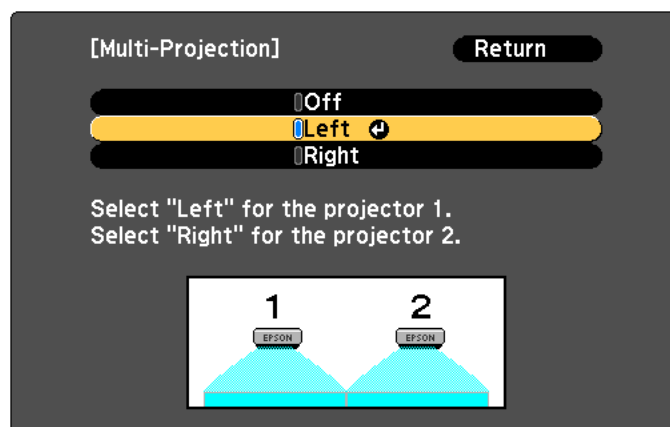 [Multi-Projection] Return
Off
Left
Right
Select "Left" for the projector 1.
Select "Right" for the projector 2.
1 2
EPSON EPSON